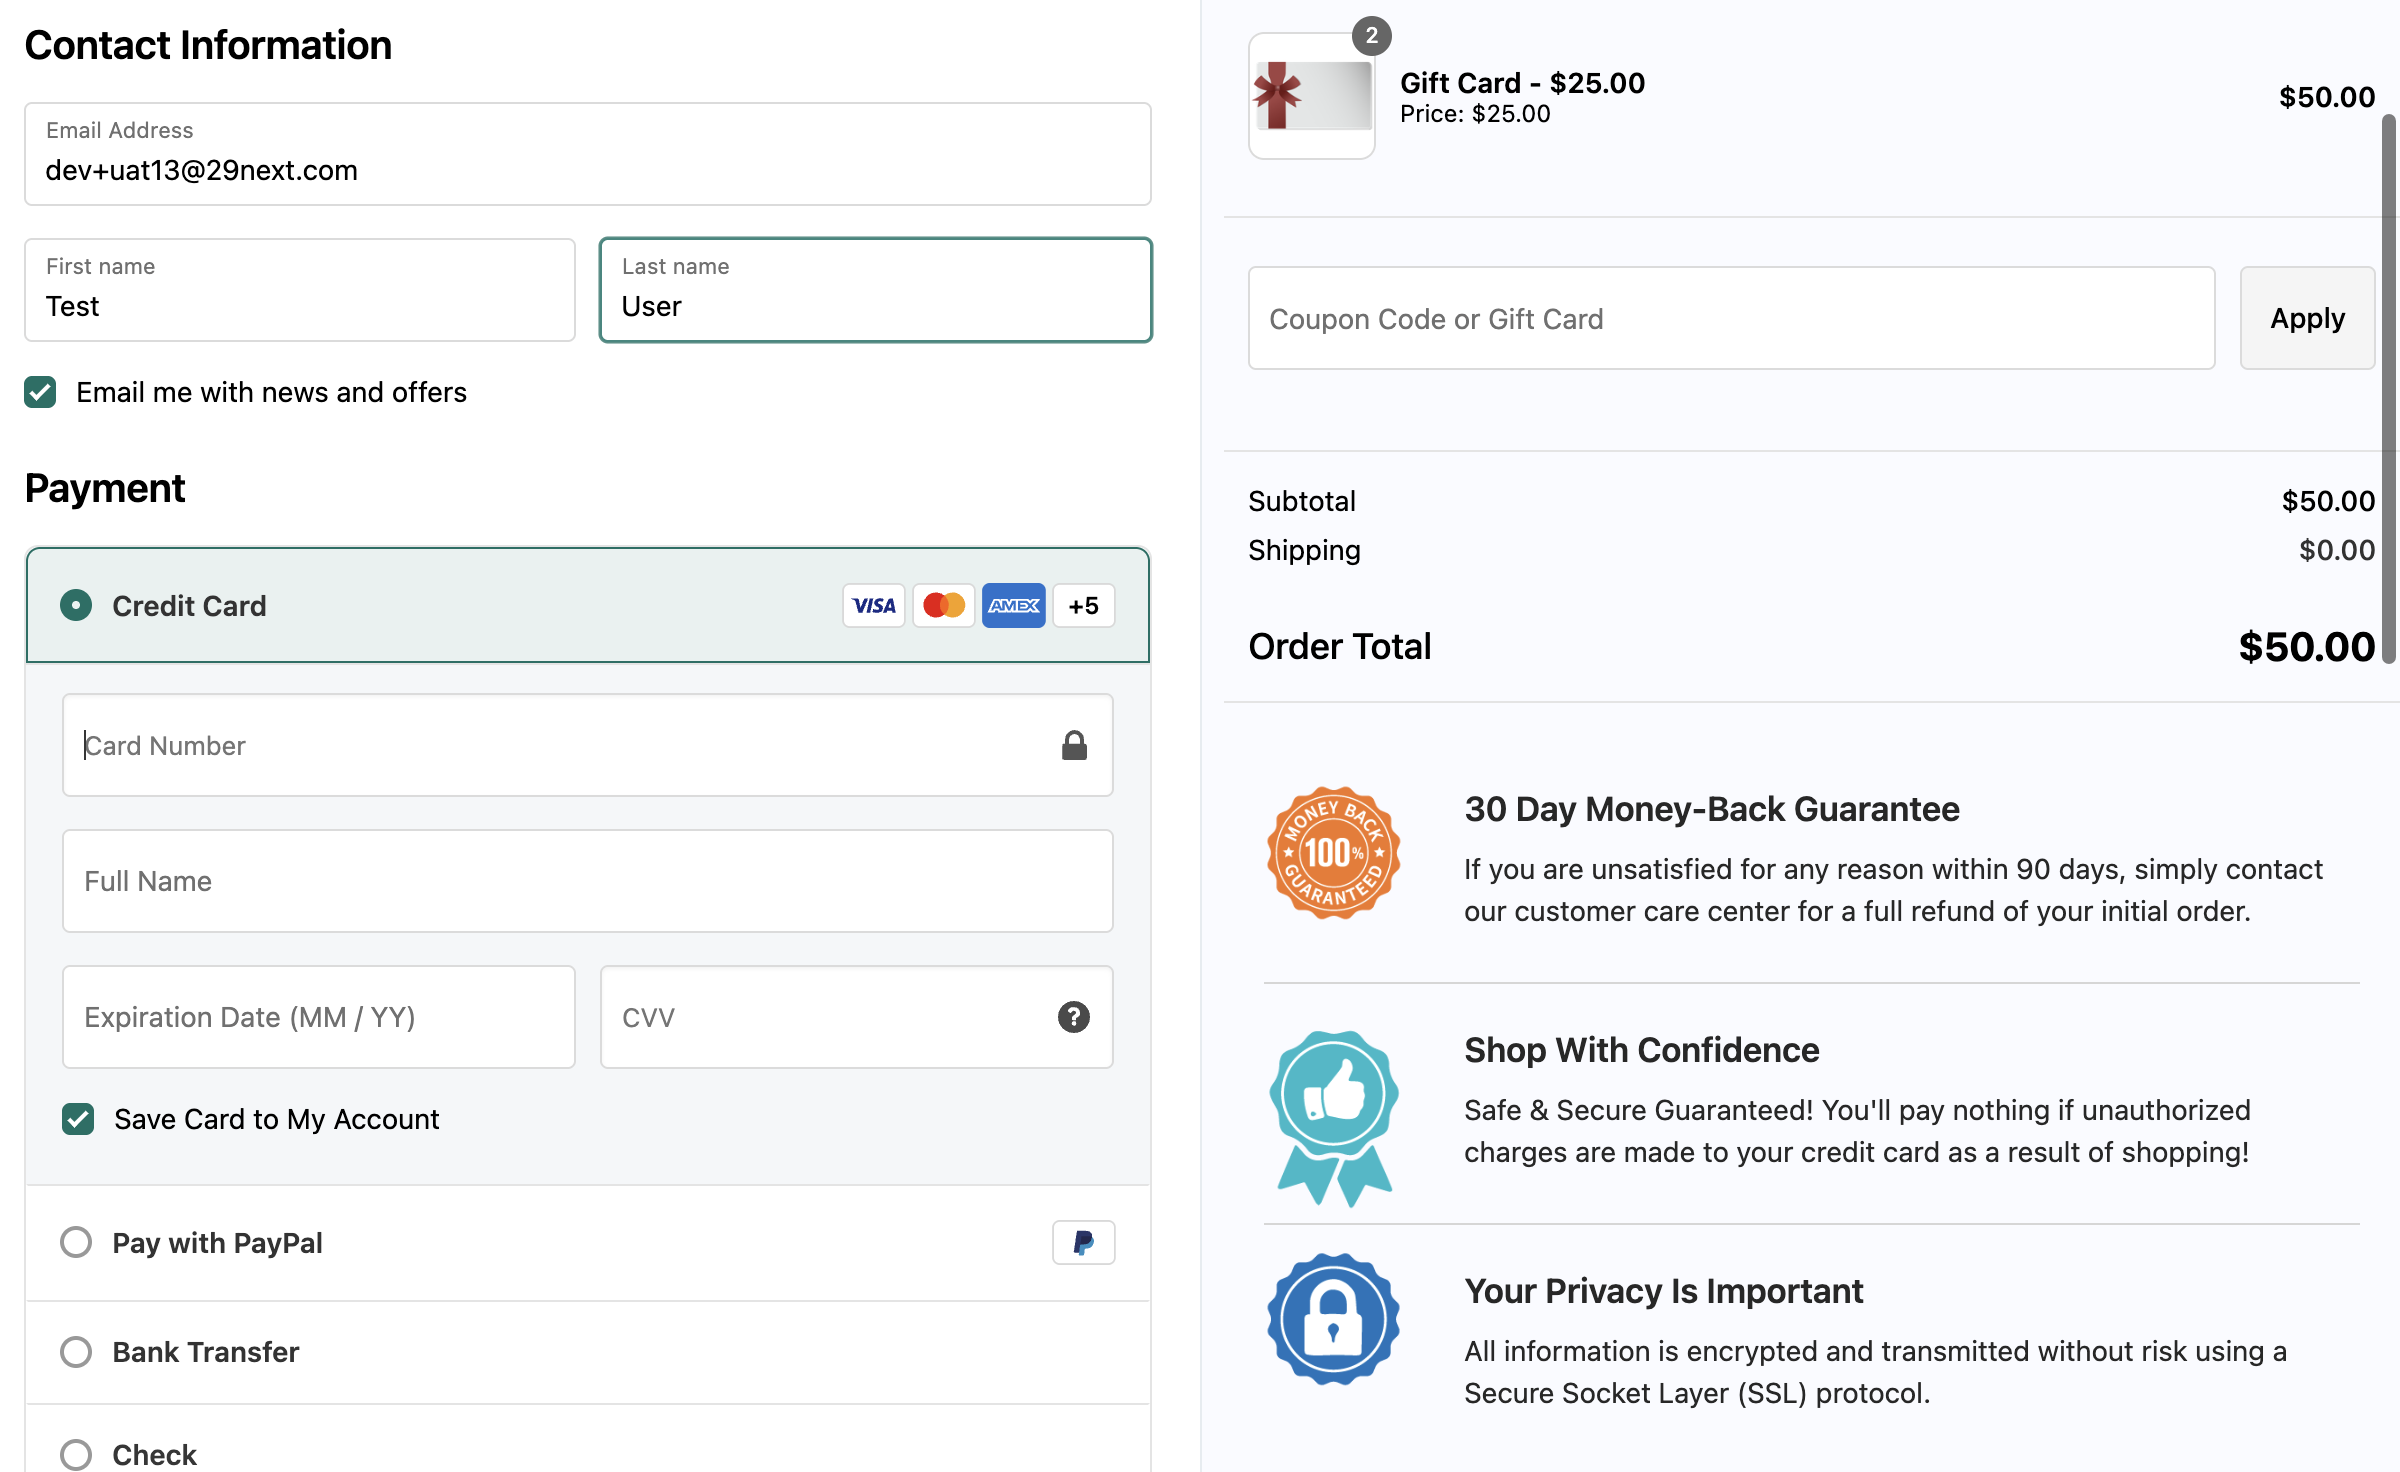 Contact Information
Email Address
dev+uat13@29next.com
First name
Test
Last name
User
Email me with news and offers
Payment
Credit Card
VISA
AMEX
+5
Card Number
Full Name
Expiration Date (MM / YY)
CVV
?
Save Card to My Account
Pay with PayPal
Bank Transfer
Check
2
Gift Card - $25.00
Price: $25.00
$50.00
Coupon Code or Gift Card
Apply
Subtotal
$50.00
Shipping
$0.00
Order Total
$50.00
MONEY BACK
100%
GUARANTEED
30 Day Money-Back Guarantee
If you are unsatisfied for any reason within 90 days, simply contact
our customer care center for a full refund of your initial order.
Shop With Confidence
Safe & Secure Guaranteed! You'll pay nothing if unauthorized
charges are made to your credit card as a result of shopping!
Your Privacy Is Important
All information is encrypted and transmitted without risk using a
Secure Socket Layer (SSL) protocol.